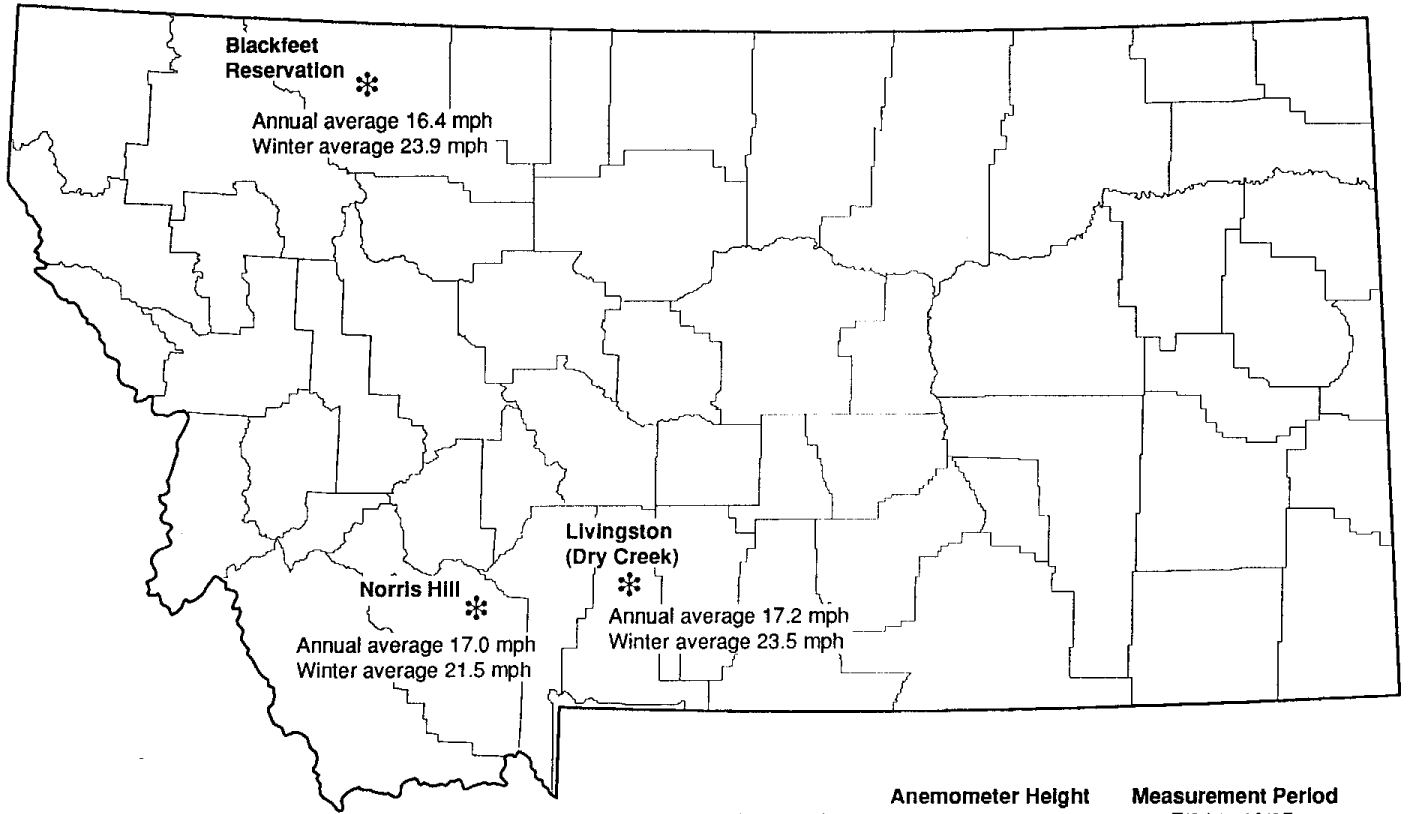 Blackfeet
Reservation
Annual average 16.4 mph
Winter average 23.9 mph
Livingston
(Dry Creek)
Annual average 17.2 mph
Winter average 23.5 mph
Norris Hill
Annual average 17.0 mph
Winter average 21.5 mph
Anemometer Height Measurement Period